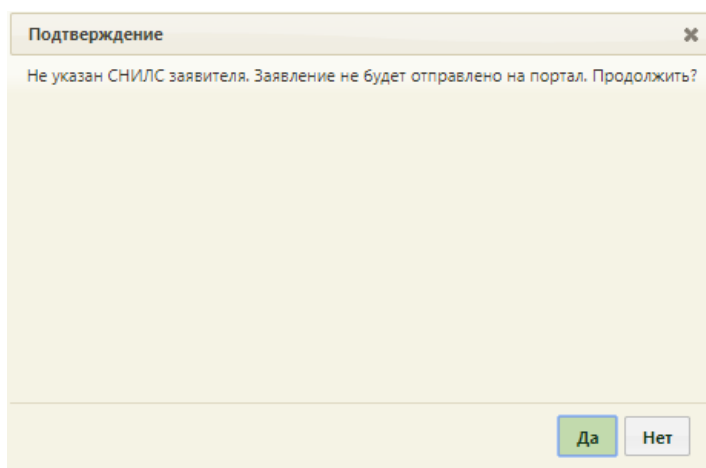 Подтверждение
Не указан СНИЛС заявителя. Заявление не будет отправлено на портал. Продолжить?
Да
Нет